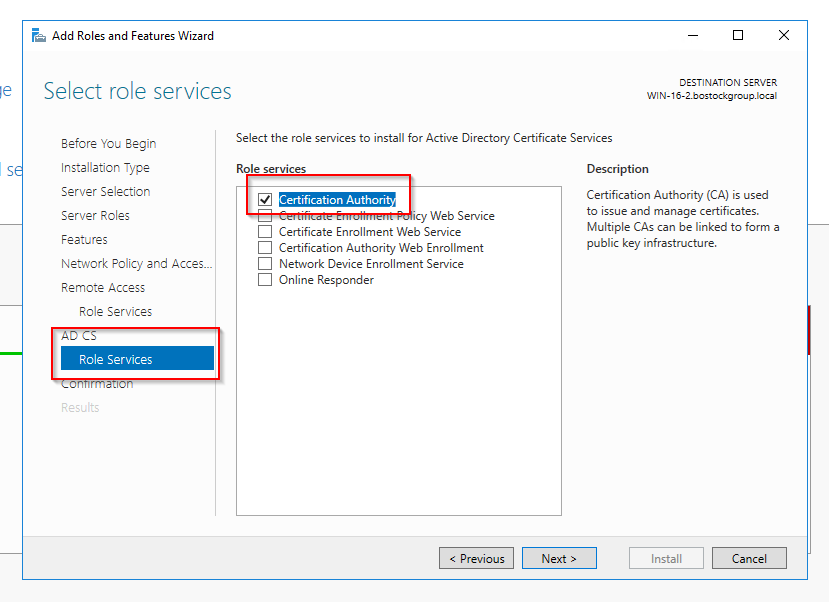 Add Roles and Features Wizard
Select role services
DESTINATION SERVER
WIN-16-2.bostockgroup.local
Before You Begin
Installation Type
Server Selection
Server Roles
Features
Network Policy and Acces...
Remote Access
Role Services
AD CS
Role Services
Confirmation
Results
Select the role services to install for Active Directory Certificate Services
Role services
Certification Authority
Certificate Enrollment Policy Web Service
Certificate Enrollment Web Service
Certification Authority Web Enrollment
Network Device Enrollment Service
Online Responder
Description
Certification Authority (CA) is used
to issue and manage certificates.
Multiple CAs can be linked to form a
public key infrastructure.
< Previous
Next >
Install
Cancel